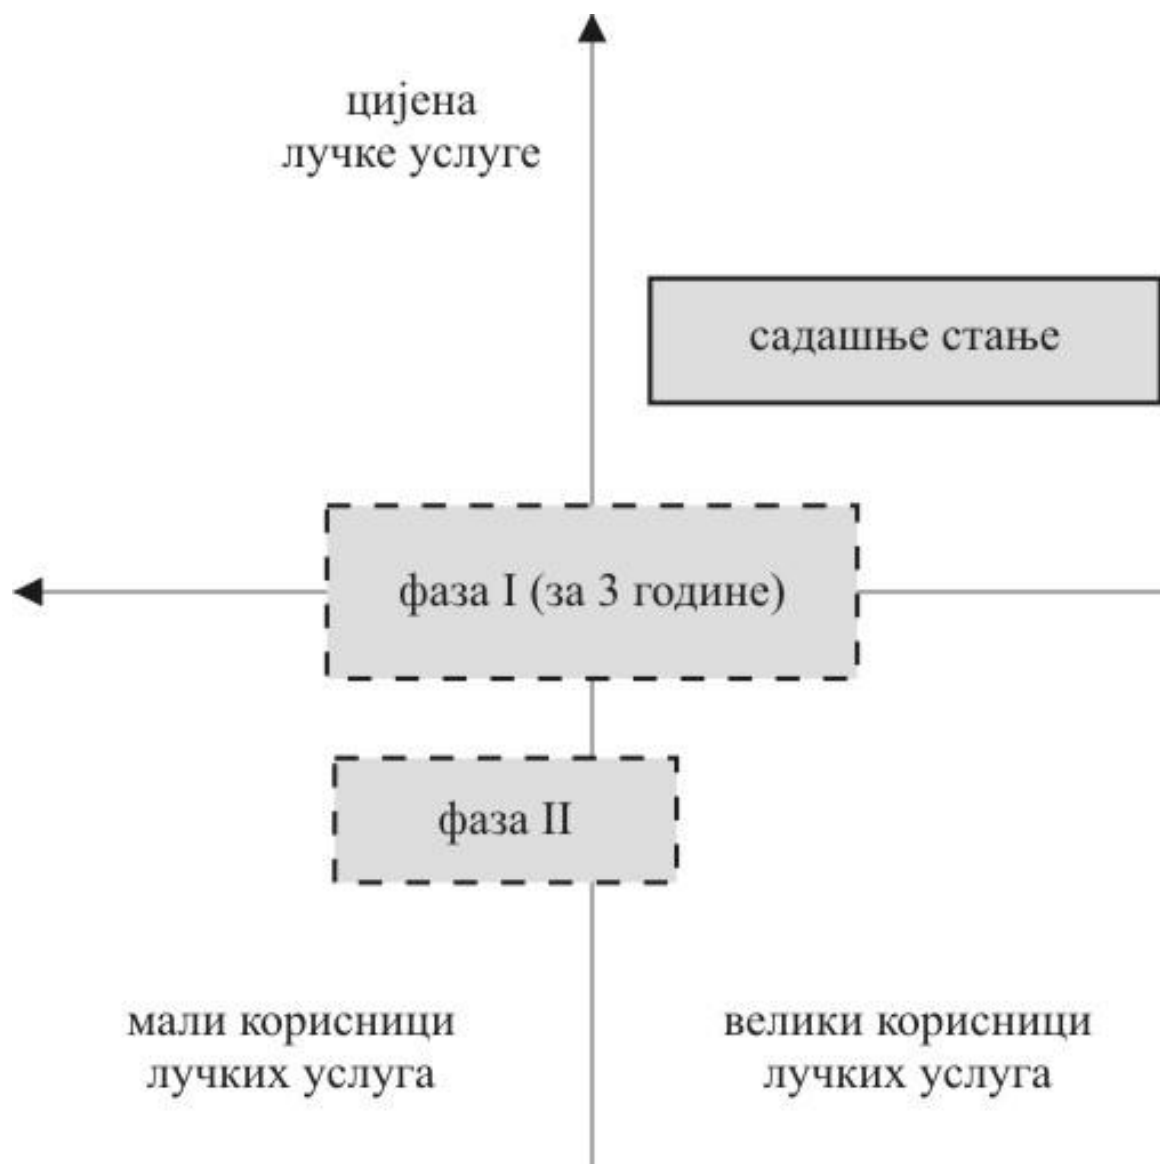 цијена
лучке услуге
садашње стање
фаза I (за 3 године)
фаза II
мали корисници
лучких услуга
велики корисници
лучких услуга